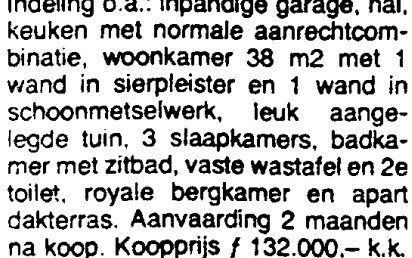 indeling o.a.: inpandige garage, hal,
keuken met normale aanrechtcom-
binatie, woonkamer 38 m2 met 1
wand in sierpleister en 1 wand in
schoonmetselwerk, leuk aange-
legde tuin, 3 slaapkamers, badka-
mer met zitbad, vaste wastafel en 2e
toilet, royale bergkamer en apart
dakterras. Aanvaarding 2 maanden
na koop. Koopprijs ƒ 132.000,– k.k.